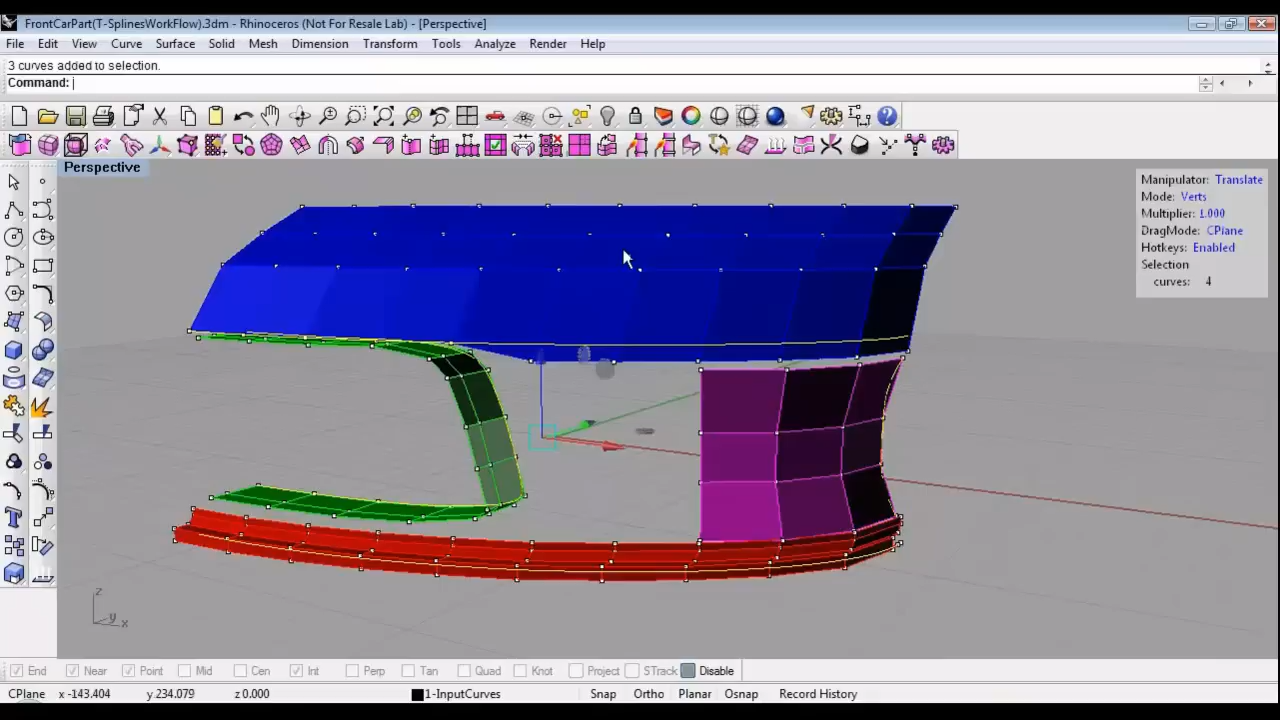 FrontCarPart(T-SplinesWorkFlow).3dm - Rhinoceros (Not For Resale Lab) - [Perspective]
File Edit View Curve Surface Solid Mesh Dimension Transform Tools Analyze Render Help
3 curves added to selection.
Command:
Perspective
Manipulator: Translate
Mode: Verts
Multiplier: 1.000
DragMode: CPlane
Hotkeys: Enabled
Selection
curves: 4
z
y
x
End Near Point Mid Cen Int Perp Tan Quad Knot Project STrack Disable
CPlane x -143.404 y 234.079 z 0.000 1-InputCurves Snap Ortho Planar Osnap Record History